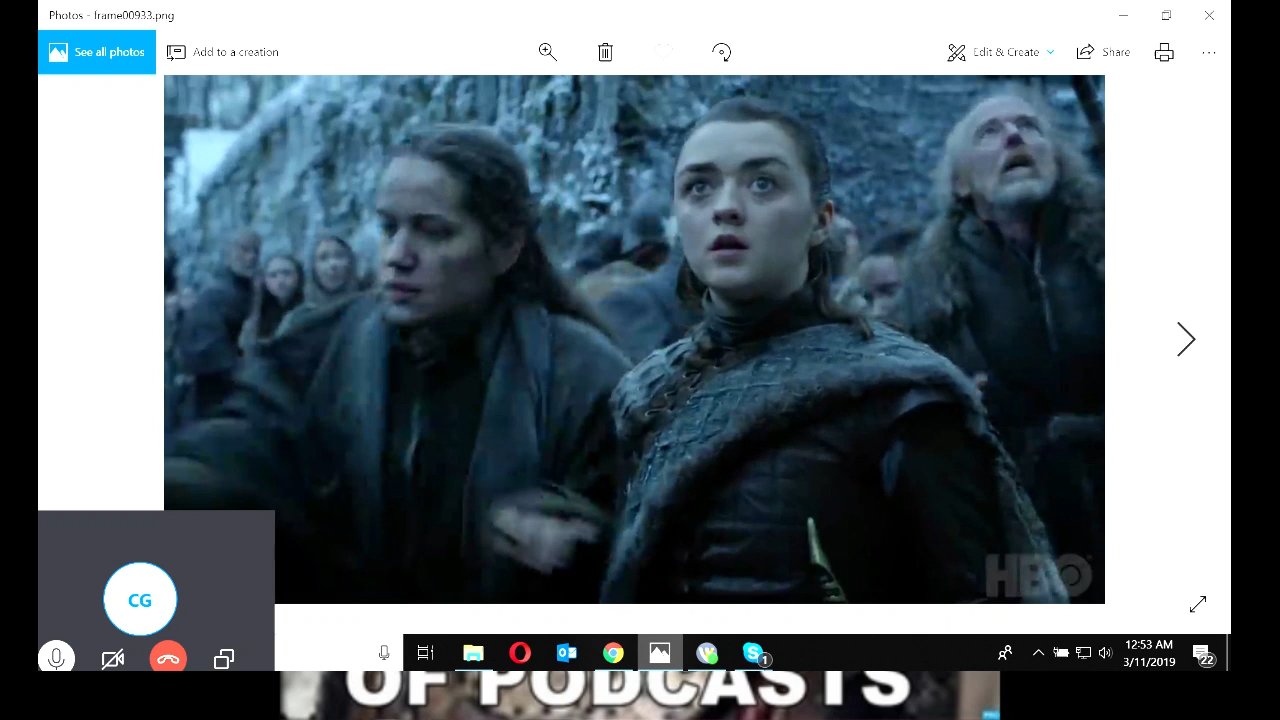 Photos - frame00933.png
See all photos
Add to a creation
Edit & Create
Share
HBO
CG
1
12:53 AM
3/11/2019
22
OF PODCASTS